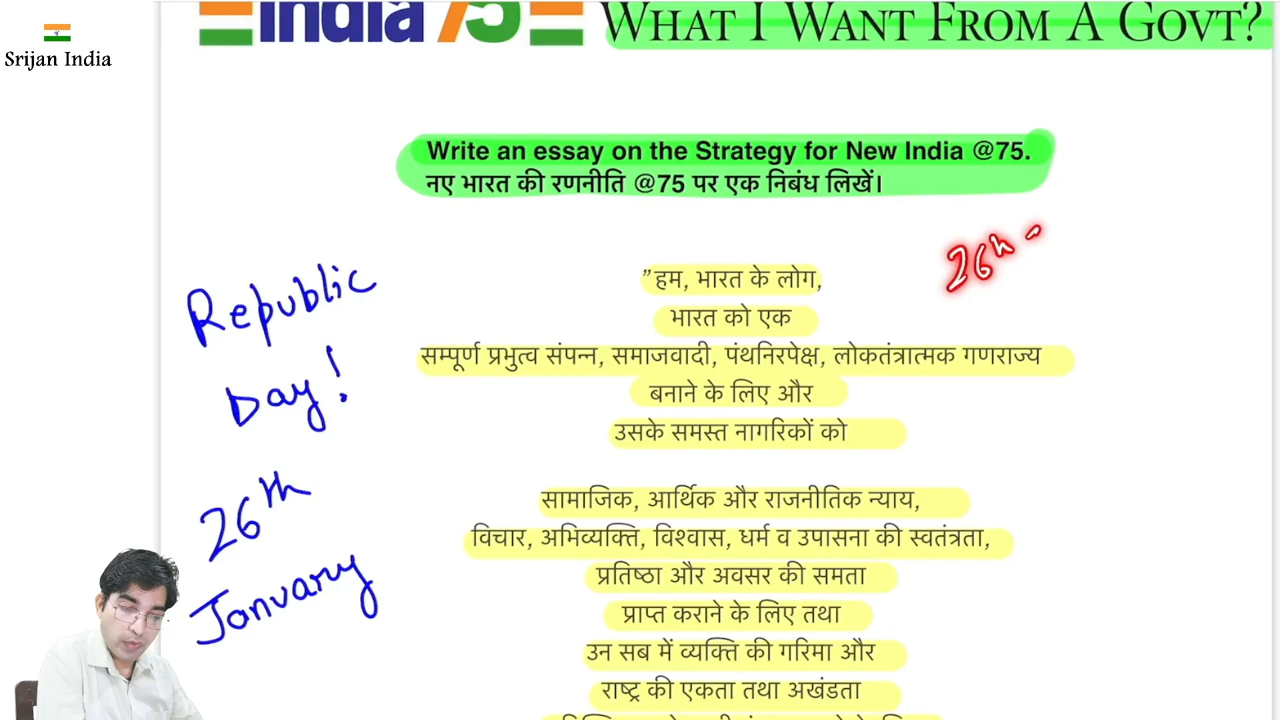 India 75
WHAT I WANT FROM A GOVT?
Srijan India
Write an essay on the Strategy for New India @75.
नए भारत की रणनीति @75 पर एक निबंध लिखें।
26th -
"हम, भारत के लोग,
भारत को एक
सम्पूर्ण प्रभुत्व संपन्न, समाजवादी, पंथनिरपेक्ष, लोकतंत्रात्मक गणराज्य
बनाने के लिए और
उसके समस्त नागरिकों को
Republic
Day!
26th
January
सामाजिक, आर्थिक और राजनीतिक न्याय,
विचार, अभिव्यक्ति, विश्वास, धर्म व उपासना की स्वतंत्रता,
प्रतिष्ठा और अवसर की समता
प्राप्त कराने के लिए तथा
उन सब में व्यक्ति की गरिमा और
राष्ट्र की एकता तथा अखंडता